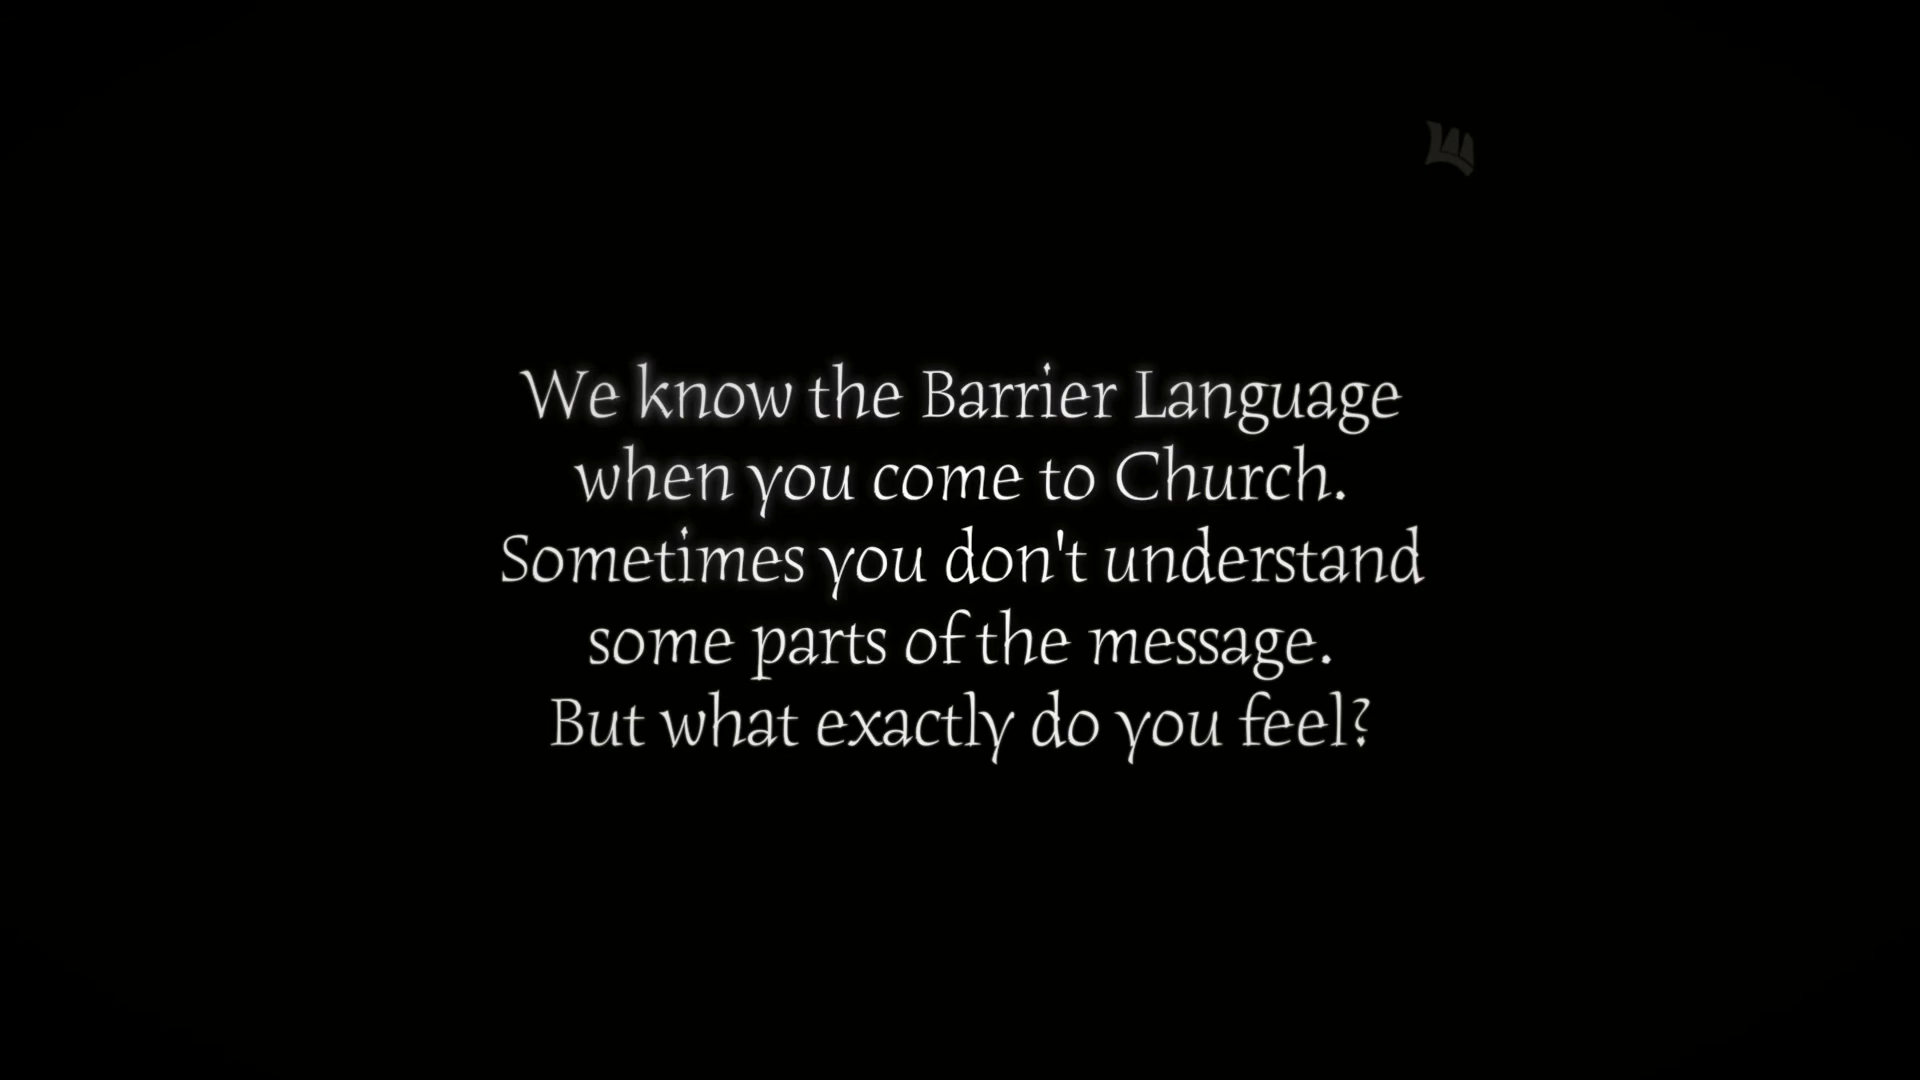 We know the Barrier Language
when you come to Church.
Sometimes you don't understand
some parts of the message.
But what exactly do you feel?